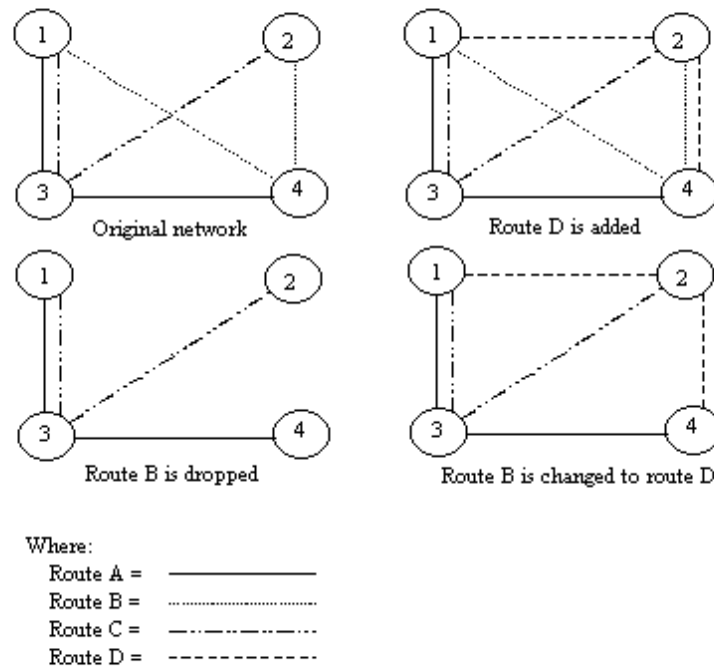 1
2
3
4
Original network
1
2
3
4
Route D is added
1
2
3
4
Route B is dropped
1
2
3
4
Route B is changed to route D
Where:
Route A =
Route B =
Route C =
Route D =